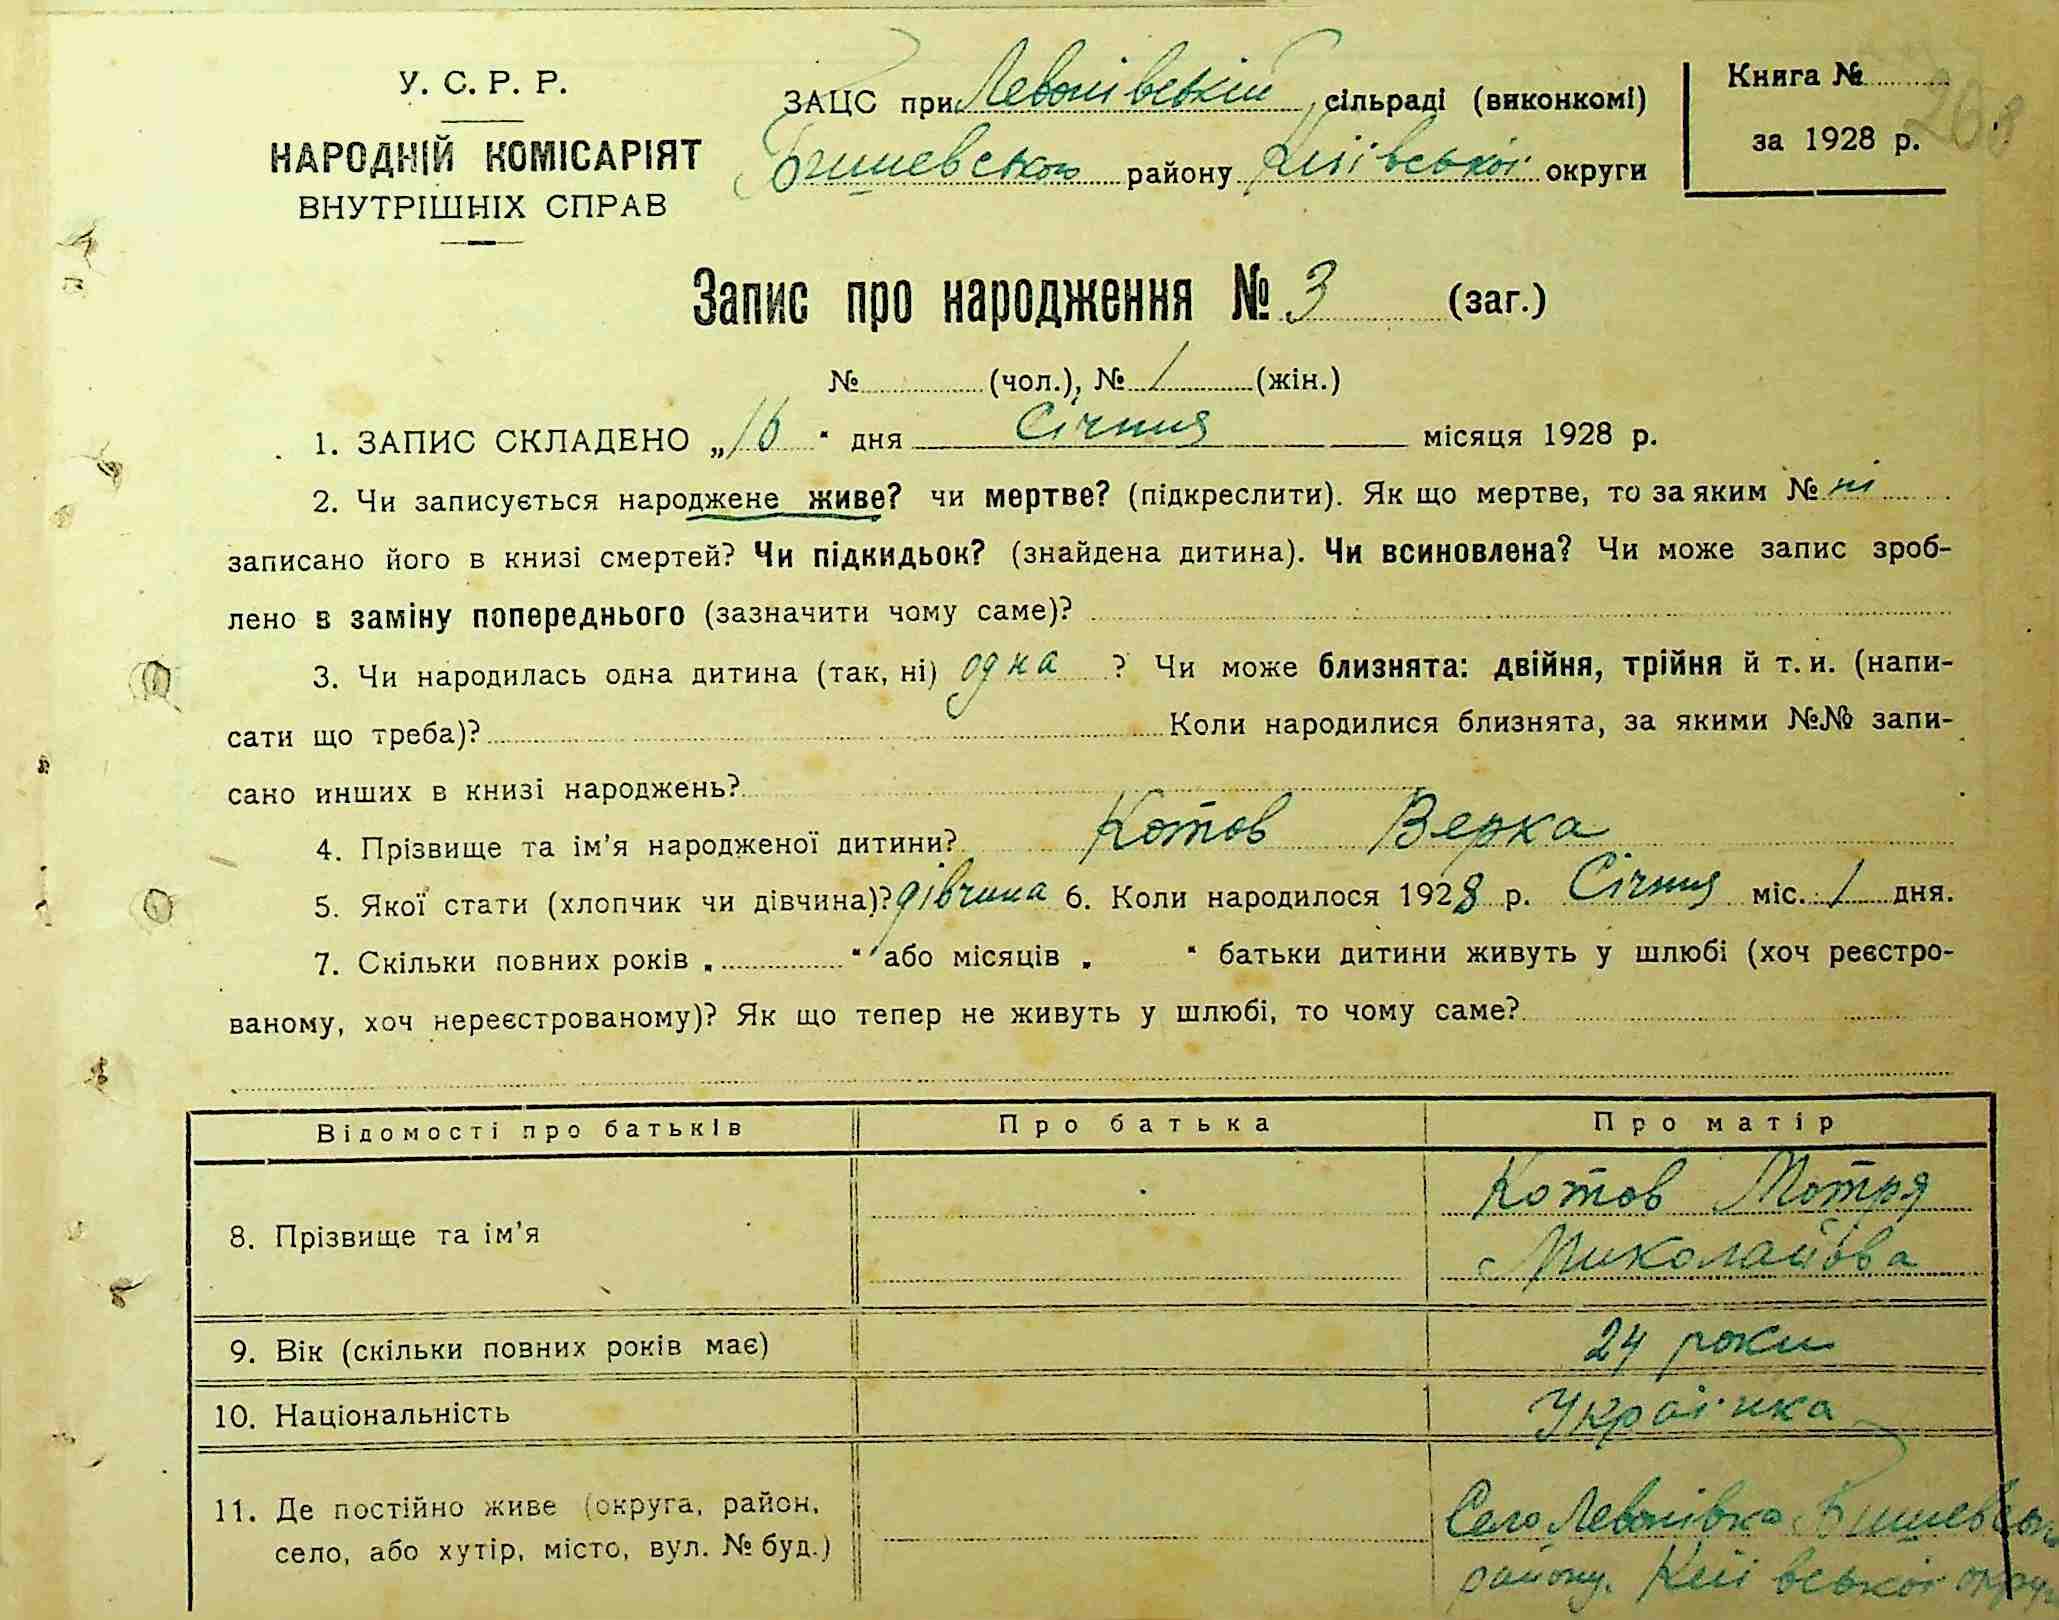 У. С. Р. Р.
НАРОДНІЙ КОМІСАРІЯТ
ВНУТРІШНІХ СПРАВ
ЗАЦС при Левонівській сільраді (виконкомі)
Бишевського району Київської округи
Книга №
за 1928 р.
268
Запис про народження № 3 (заг.)
№ (чол.), № 1 (жін.)
1. ЗАПИС СКЛАДЕНО „16 “ дня Січния місяця 1928 р.
2. Чи записується народжене живе? чи мертве? (підкреслити). Як що мертве, то за яким № ні
записано його в книзі смертей? Чи підкидьок? (знайдена дитина). Чи всиновлена? Чи може запис зроб-
лено в заміну попереднього (зазначити чому саме)?
3. Чи народилась одна дитина (так, ні) одна ? Чи може близнята: двійня, трійня й т. и. (напи-
сати що треба)? Коли народилися близнята, за якими №№ запи-
сано инших в книзі народжень?
4. Прізвище та ім’я народженої дитини? Котов Верка
5. Якої стати (хлопчик чи дівчина)? дівчина 6. Коли народилося 1928 р. Січния міс. 1 дня.
7. Скільки повних років „ “ або місяців „ “ батьки дитини живуть у шлюбі (хоч реєстро-
ваному, хоч нереєстрованому)? Як що тепер не живуть у шлюбі, то чому саме?
Відомості про батьків Про батька Про матір
8. Прізвище та ім’я Котов Мотря
Миколайова
9. Вік (скільки повних років має) 24 роки
10. Національність Українка
11. Де постійно живе (округа, район, село, або хутір, місто, вул. № буд.)
Село Левонівка Бишевськ
району. Київської округ